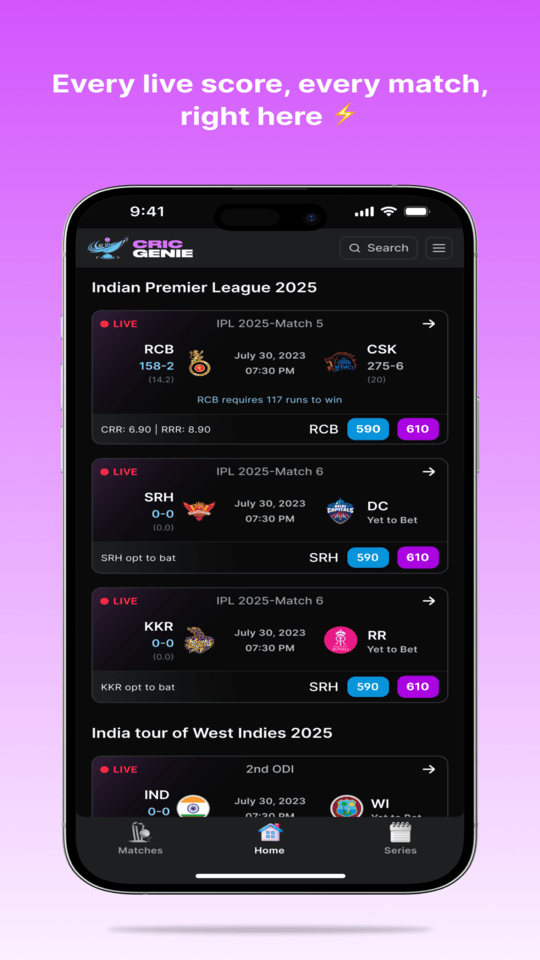 Every live score, every match,
right here ⚡
9:41
CRIC
GENIE
Search
Indian Premier League 2025
LIVE
IPL 2025-Match 5
RCB
158-2
(14.2)
July 30, 2023
07:30 PM
CSK
275-6
(20)
RCB requires 117 runs to win
CRR: 6.90 | RRR: 8.90
RCB 590 610
LIVE
IPL 2025-Match 6
SRH
0-0
(0.0)
July 30, 2023
07:30 PM
CAPITALS
DC
Yet to Bet
SRH opt to bat
SRH 590 610
LIVE
IPL 2025-Match 6
KKR
0-0
(0.0)
July 30, 2023
07:30 PM
RR
Yet to Bet
KKR opt to bat
SRH 590 610
India tour of West Indies 2025
LIVE
2nd ODI
IND
0-0
July 30, 2023
07:30 PM
WI
Yet to Bet
Matches
Home
Series